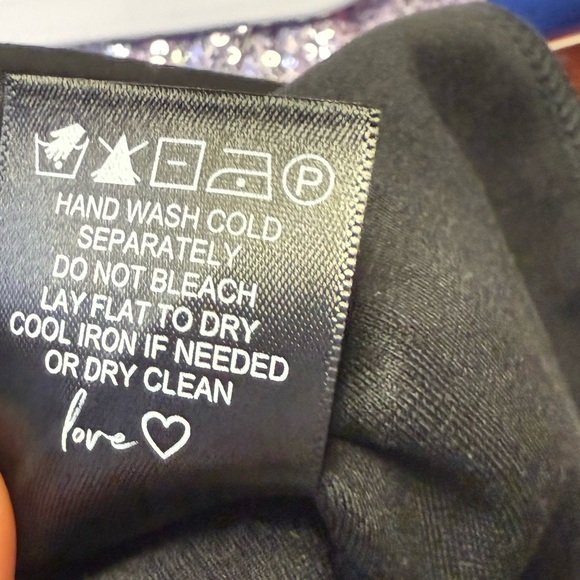 P
HAND WASH COLD
SEPARATELY
DO NOT BLEACH
LAY FLAT TO DRY
COOL IRON IF NEEDED
OR DRY CLEAN
love